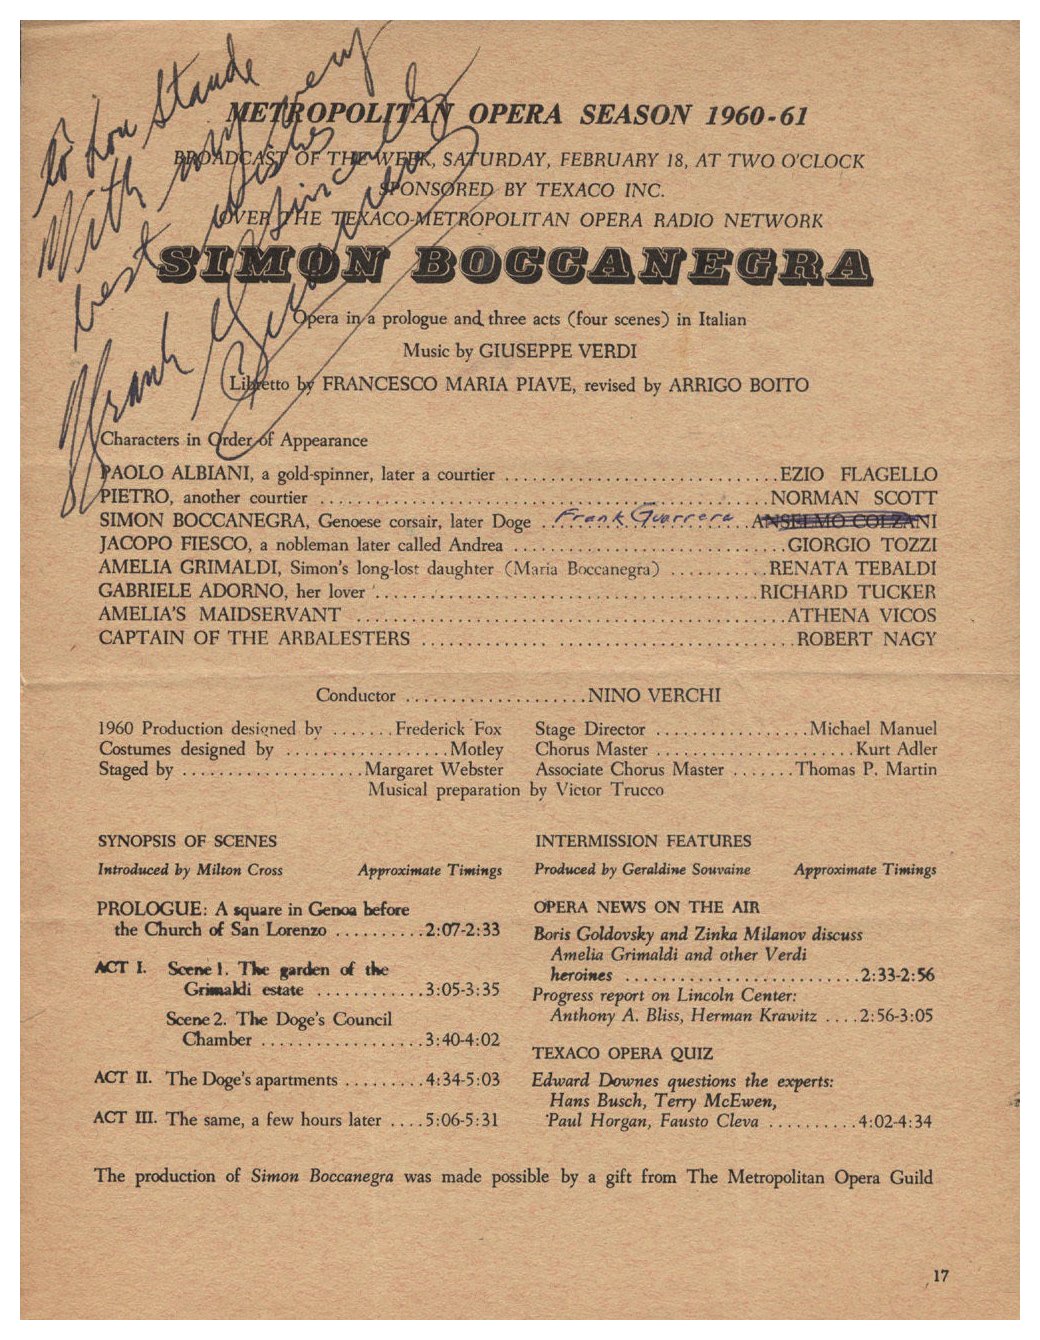 to Lou Staude
With my very
best wishes
Sincerely
Frank Guarrera
METROPOLITAN OPERA SEASON 1960-61
BROADCAST OF THE WEEK, SATURDAY, FEBRUARY 18, AT TWO O'CLOCK
SPONSORED BY TEXACO INC.
OVER THE TEXACO-METROPOLITAN OPERA RADIO NETWORK
SIMON BOCCANEGRA
Opera in a prologue and three acts (four scenes) in Italian
Music by GIUSEPPE VERDI
Libretto by FRANCESCO MARIA PIAVE, revised by ARRIGO BOITO
Characters in Order of Appearance
PAOLO ALBIANI, a gold-spinner, later a courtier ............................... EZIO FLAGELLO
PIETRO, another courtier ................................................. NORMAN SCOTT
SIMON BOCCANEGRA, Genoese corsair, later Doge .. Frank Guarrera .. ANSELMO COLZANI
JACOPO FIESCO, a nobleman later called Andrea .............................. GIORGIO TOZZI
AMELIA GRIMALDI, Simon's long-lost daughter (Maria Boccanegra) ........... RENATA TEBALDI
GABRIELE ADORNO, her lover .......................................... RICHARD TUCKER
AMELIA'S MAIDSERVANT ............................................... ATHENA VICOS
CAPTAIN OF THE ARBALESTERS ........................................ ROBERT NAGY
Conductor .................... NINO VERCHI
1960 Production designed by ....... Frederick Fox
Costumes designed by .................. Motley
Staged by .................... Margaret Webster
Stage Director ................. Michael Manuel
Chorus Master ...................... Kurt Adler
Associate Chorus Master ....... Thomas P. Martin
Musical preparation by Victor Trucco
SYNOPSIS OF SCENES
Introduced by Milton Cross Approximate Timings
PROLOGUE: A square in Genoa before
the Church of San Lorenzo .......... 2:07-2:33
ACT I. Scene 1. The garden of the
Grimaldi estate ............ 3:05-3:35
Scene 2. The Doge's Council
Chamber .................. 3:40-4:02
ACT II. The Doge's apartments ......... 4:34-5:03
ACT III. The same, a few hours later .... 5:06-5:31
INTERMISSION FEATURES
Produced by Geraldine Souvaine Approximate Timings
OPERA NEWS ON THE AIR
Boris Goldovsky and Zinka Milanov discuss
Amelia Grimaldi and other Verdi
heroines .......................... 2:33-2:56
Progress report on Lincoln Center:
Anthony A. Bliss, Herman Krawitz .... 2:56-3:05
TEXACO OPERA QUIZ
Edward Downes questions the experts:
Hans Busch, Terry McEwen,
Paul Horgan, Fausto Cleva .......... 4:02-4:34
The production of Simon Boccanegra was made possible by a gift from The Metropolitan Opera Guild
17